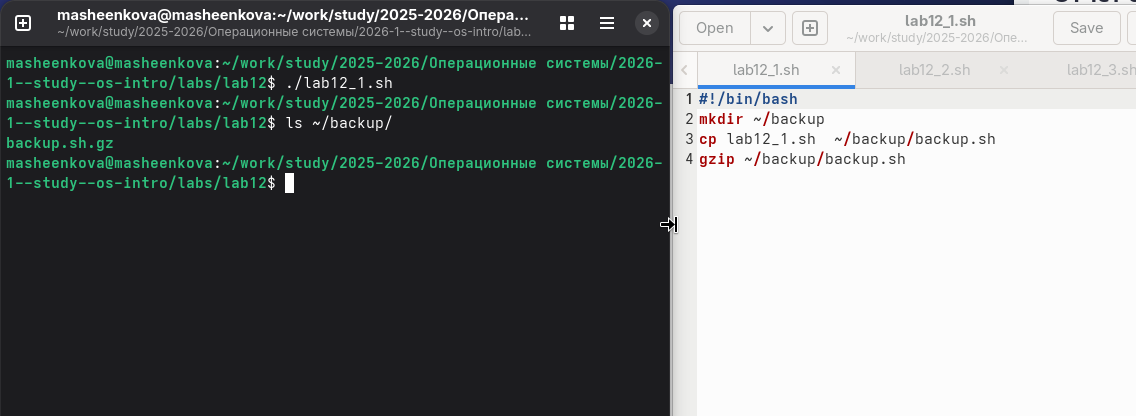 masheenkova@masheenkova:~/work/study/2025-2026/Опера…
~/work/study/2025-2026/Операционные системы/2026-1--study--os-intro/lab…
masheenkova@masheenkova:~/work/study/2025-2026/Операционные системы/2026-
1--study--os-intro/labs/lab12$ ./lab12_1.sh
masheenkova@masheenkova:~/work/study/2025-2026/Операционные системы/2026-
1--study--os-intro/labs/lab12$ ls ~/backup/
backup.sh.gz
masheenkova@masheenkova:~/work/study/2025-2026/Операционные системы/2026-
1--study--os-intro/labs/lab12$
Open
lab12_1.sh
~/work/study/2025-2026/Опе…
Save
lab12_1.sh
lab12_2.sh
lab12_3.sh
1 #!/bin/bash
2 mkdir ~/backup
3 cp lab12_1.sh  ~/backup/backup.sh
4 gzip ~/backup/backup.sh